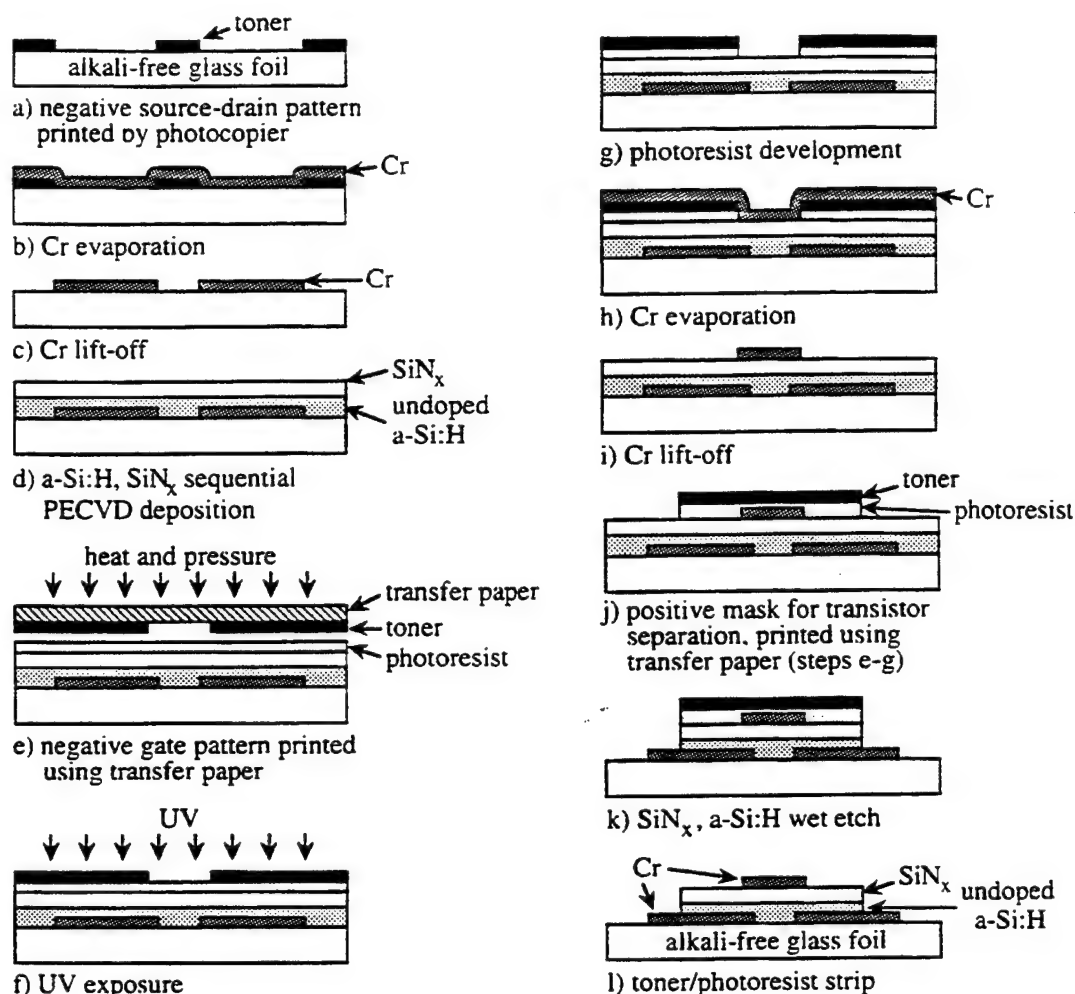 toner
alkali-free glass foil
a) negative source-drain pattern
printed by photocopier
Cr
b) Cr evaporation
Cr
c) Cr lift-off
SiNx
undoped
a-Si:H
d) a-Si:H, SiNx sequential
PECVD deposition
heat and pressure
transfer paper
toner
photoresist
e) negative gate pattern printed
using transfer paper
UV
f) UV exposure
g) photoresist development
Cr
h) Cr evaporation
i) Cr lift-off
toner
photoresist
j) positive mask for transistor
separation, printed using
transfer paper (steps e-g)
k) SiNx, a-Si:H wet etch
Cr
SiNx
undoped
a-Si:H
alkali-free glass foil
l) toner/photoresist strip